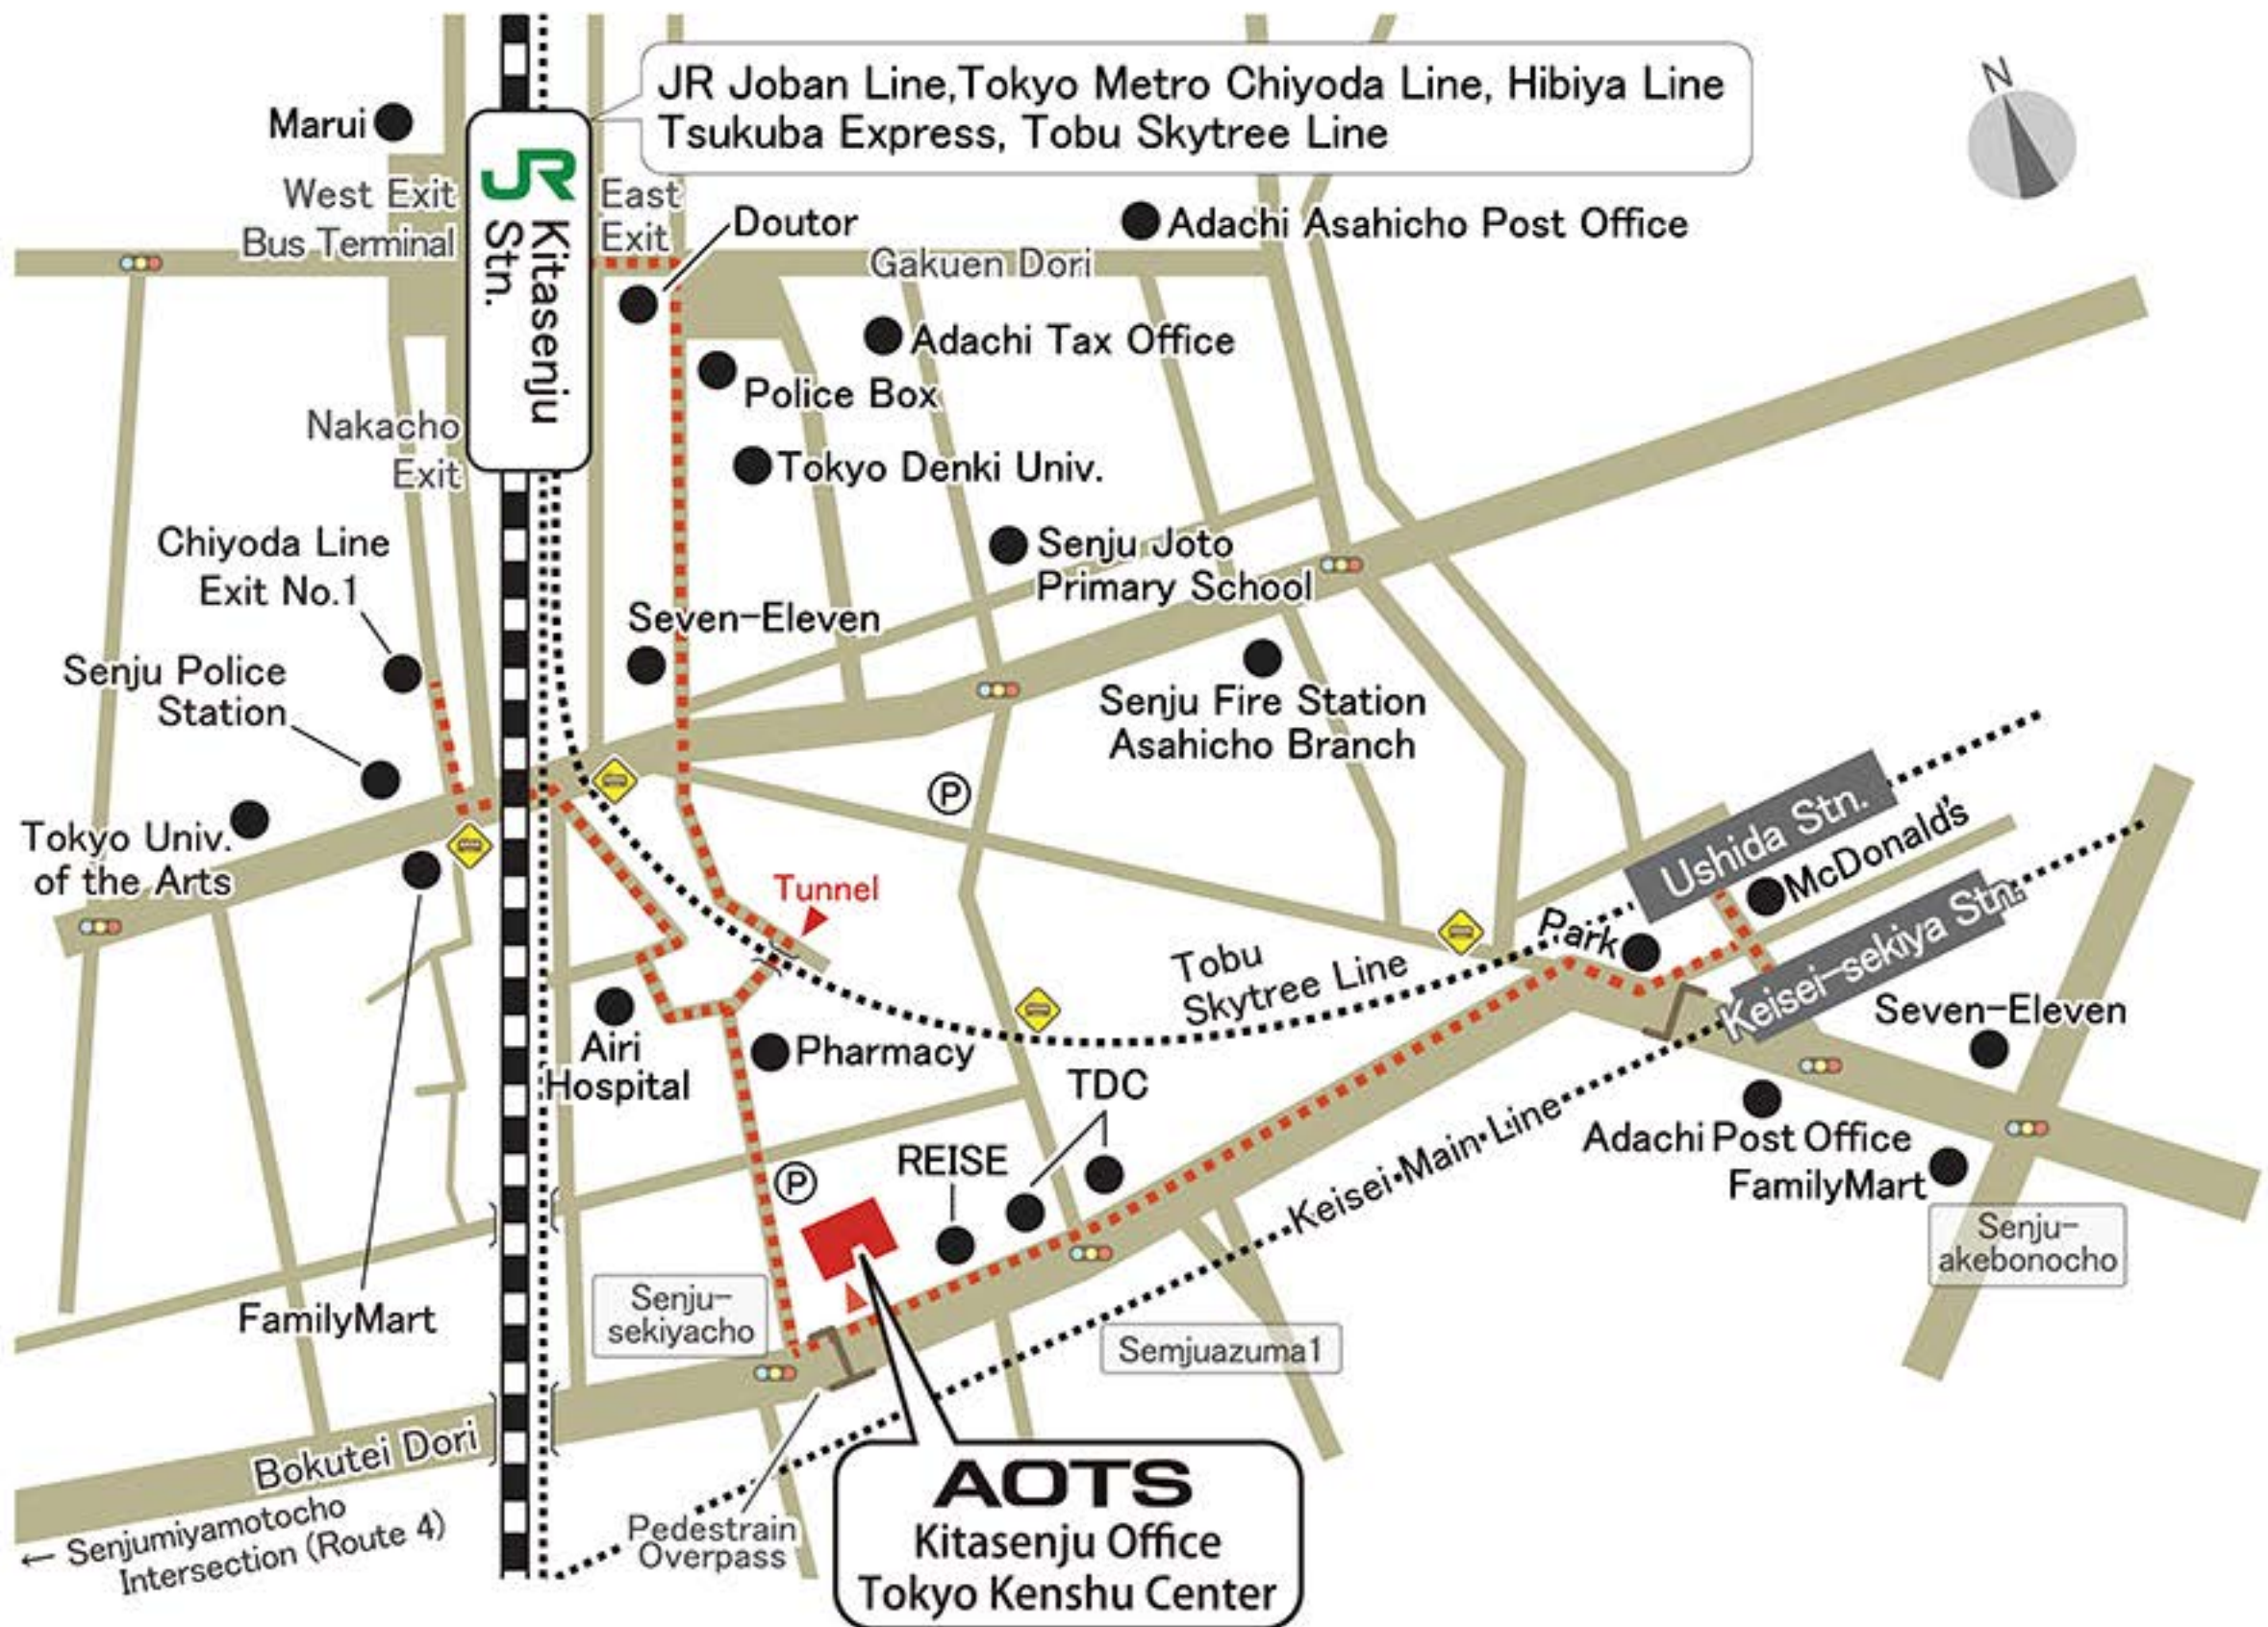 N
JR Joban Line,Tokyo Metro Chiyoda Line, Hibiya Line
Tsukuba Express, Tobu Skytree Line
Marui
JR
Kitasenju
Stn.
West Exit
Bus Terminal
East
Exit
Doutor
Adachi Asahicho Post Office
Gakuen Dori
Adachi Tax Office
Police Box
Nakacho
Exit
Tokyo Denki Univ.
Chiyoda Line
Exit No.1
Senju Joto
Primary School
Seven-Eleven
Senju Police
Station
Senju Fire Station
Asahicho Branch
P
Tokyo Univ.
of the Arts
Tunnel
Ushida Stn.
McDonald's
Park
Keisei-sekiya Stn.
Tobu
Skytree Line
Seven-Eleven
Airi
Hospital
Pharmacy
TDC
Keisei Main Line
Adachi Post Office
FamilyMart
REISE
P
Senju-
akebonocho
Senju-
sekiyacho
FamilyMart
Semjuazuma1
Bokutei Dori
← Senjumiyamotocho
Intersection (Route 4)
Pedestrain
Overpass
AOTS
Kitasenju Office
Tokyo Kenshu Center